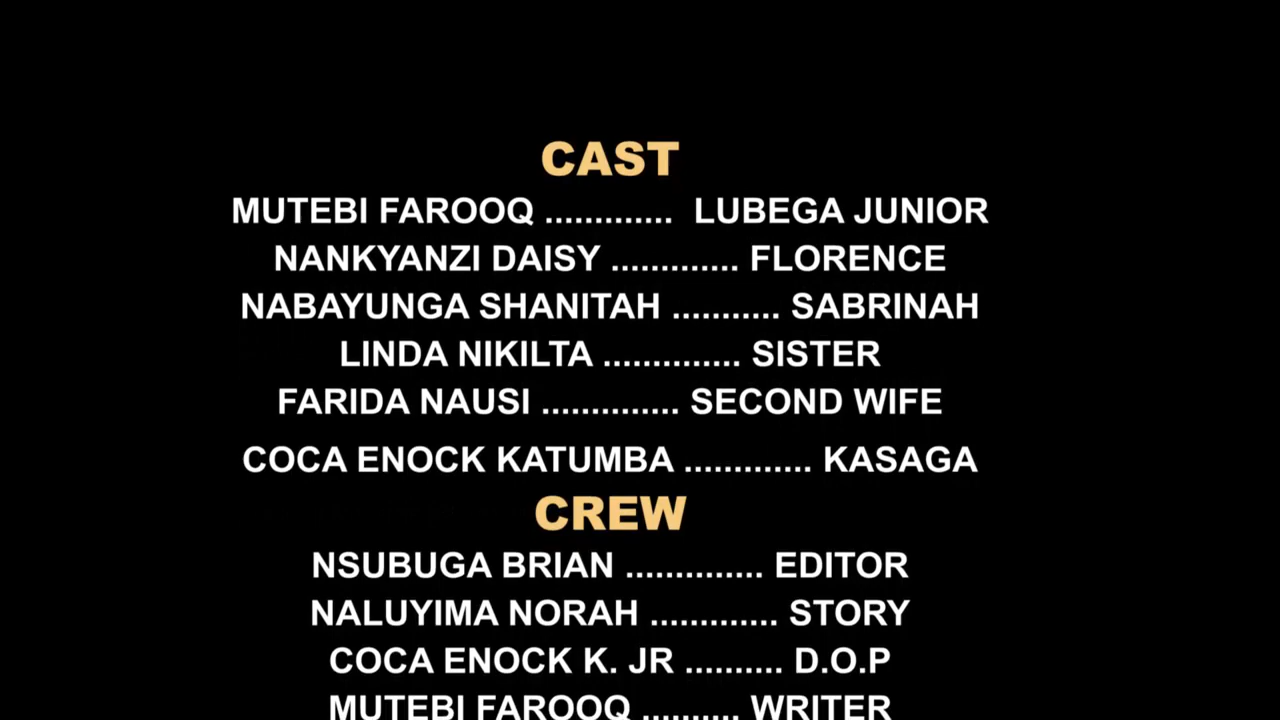 CAST
MUTEBI FAROOQ ............. LUBEGA JUNIOR
NANKYANZI DAISY ............. FLORENCE
NABAYUNGA SHANITAH ........... SABRINAH
LINDA NIKILTA .............. SISTER
FARIDA NAUSI .............. SECOND WIFE
COCA ENOCK KATUMBA ............. KASAGA
CREW
NSUBUGA BRIAN .............. EDITOR
NALUYIMA NORAH ............. STORY
COCA ENOCK K. JR .......... D.O.P
MUTEBI FAROOQ .......... WRITER